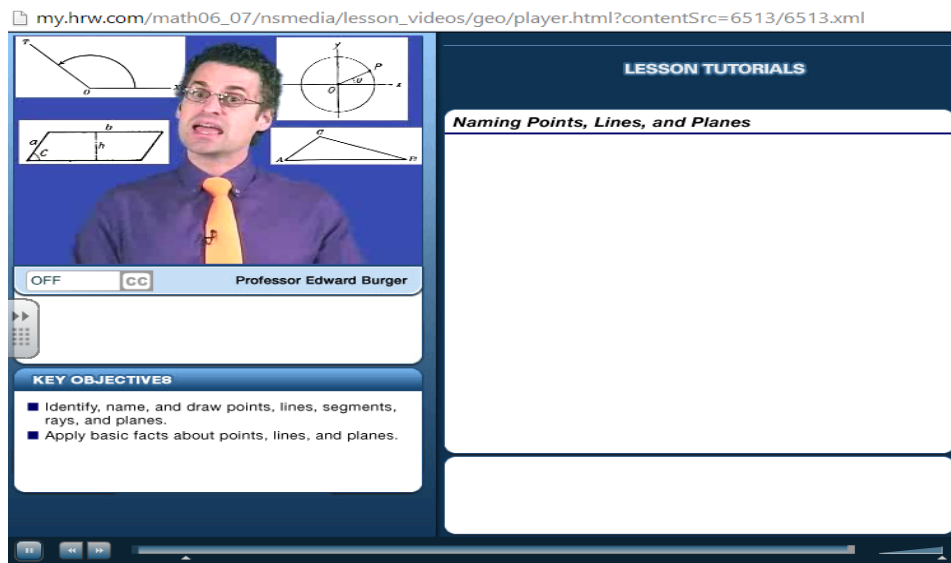 my.hrw.com/math06_07/nsmedia/lesson_videos/geo/player.html?contentSrc=6513/6513.xml
T
O
X
y
P
u
O
x
b
a
h
C
C
A
B
OFF
CC
Professor Edward Burger
KEY OBJECTIVES
Identify, name, and draw points, lines, segments,
rays, and planes.
Apply basic facts about points, lines, and planes.
LESSON TUTORIALS
Naming Points, Lines, and Planes